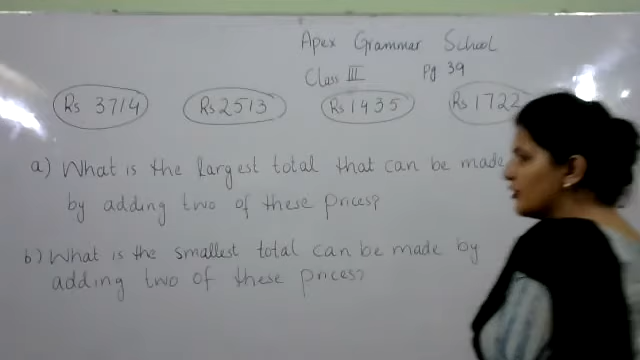 Apex Grammar School
Class III Pg 39
Rs 3714 Rs 2513 Rs 1435 Rs 1722
a) What is the largest total that can be made
by adding two of these prices?
b) What is the smallest total can be made by
adding two of these prices?